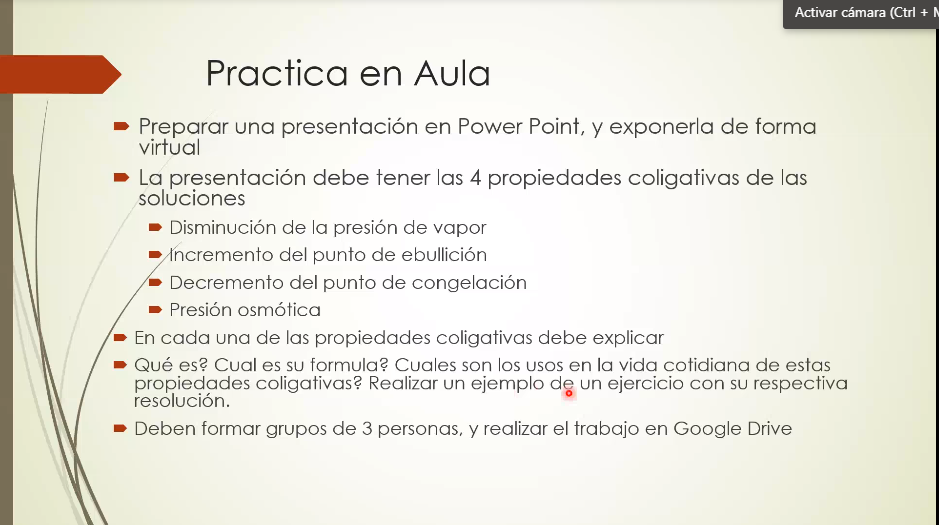 Activar cámara (Ctrl +
Practica en Aula
Preparar una presentación en Power Point, y exponerla de forma
virtual
La presentación debe tener las 4 propiedades coligativas de las
soluciones
Disminución de la presión de vapor
Incremento del punto de ebullición
Decremento del punto de congelación
Presión osmótica
En cada una de las propiedades coligativas debe explicar
Qué es? Cual es su formula? Cuales son los usos en la vida cotidiana de estas
propiedades coligativas? Realizar un ejemplo de un ejercicio con su respectiva
resolución.
Deben formar grupos de 3 personas, y realizar el trabajo en Google Drive